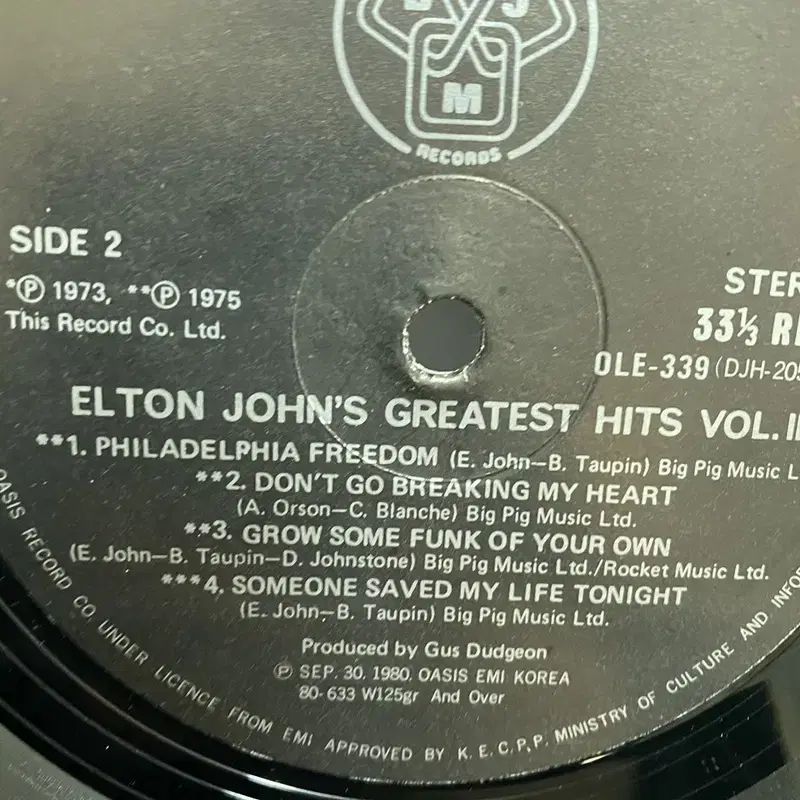 M
RECORDS
SIDE 2
*Ⓟ 1973, **Ⓟ 1975
This Record Co. Ltd.
STER
33⅓ R
OLE-339 (DJH-205
ELTON JOHN'S GREATEST HITS VOL. I
**1. PHILADELPHIA FREEDOM (E. John–B. Taupin) Big Pig Music L
**2. DON'T GO BREAKING MY HEART
(A. Orson–C. Blanche) Big Pig Music Ltd.
**3. GROW SOME FUNK OF YOUR OWN
(E. John–B. Taupin–D. Johnstone) Big Pig Music Ltd./Rocket Music Ltd.
***4. SOMEONE SAVED MY LIFE TONIGHT
(E. John–B. Taupin) Big Pig Music Ltd.
Produced by Gus Dudgeon
Ⓟ SEP. 30. 1980. OASIS EMI KOREA
80-633 W125gr And Over
OASIS RECORD CO. UNDER LICENCE FROM EMI APPROVED BY K.E.C.P.P. MINISTRY OF CULTURE AND INFOR